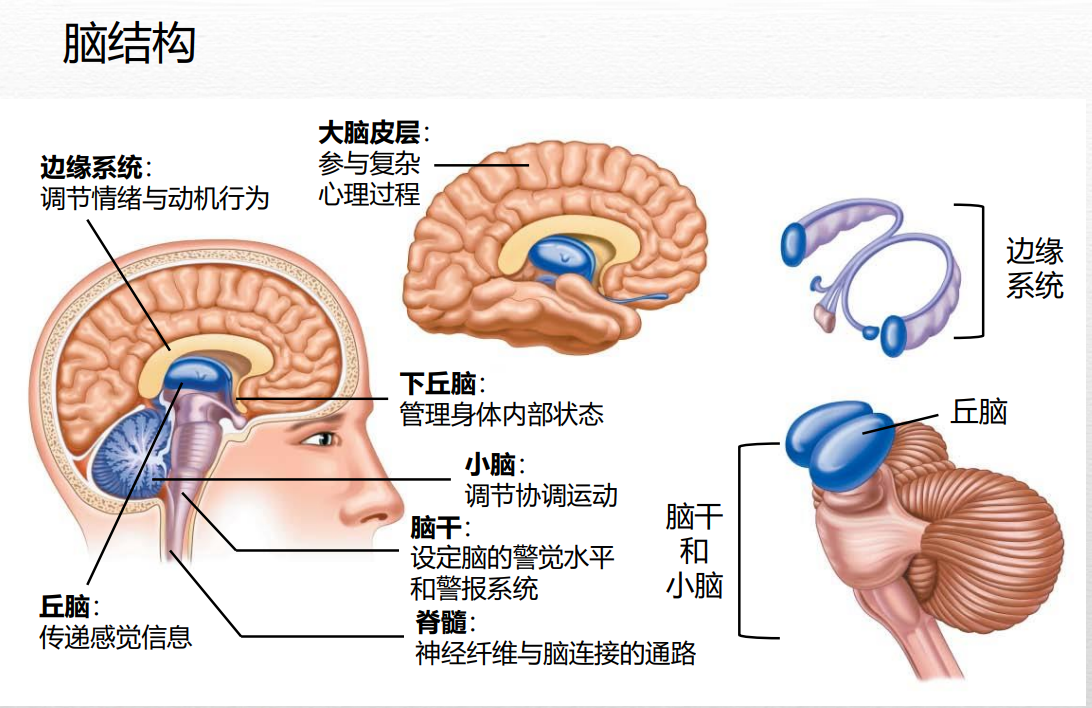 脑结构
大脑皮层：
参与复杂
心理过程
边缘系统：
调节情绪与动机行为
边缘
系统
下丘脑：
管理身体内部状态
丘脑
小脑：
调节协调运动
脑干：
设定脑的警觉水平
和警报系统
脑干
和
小脑
丘脑：
传递感觉信息
脊髓：
神经纤维与脑连接的通路